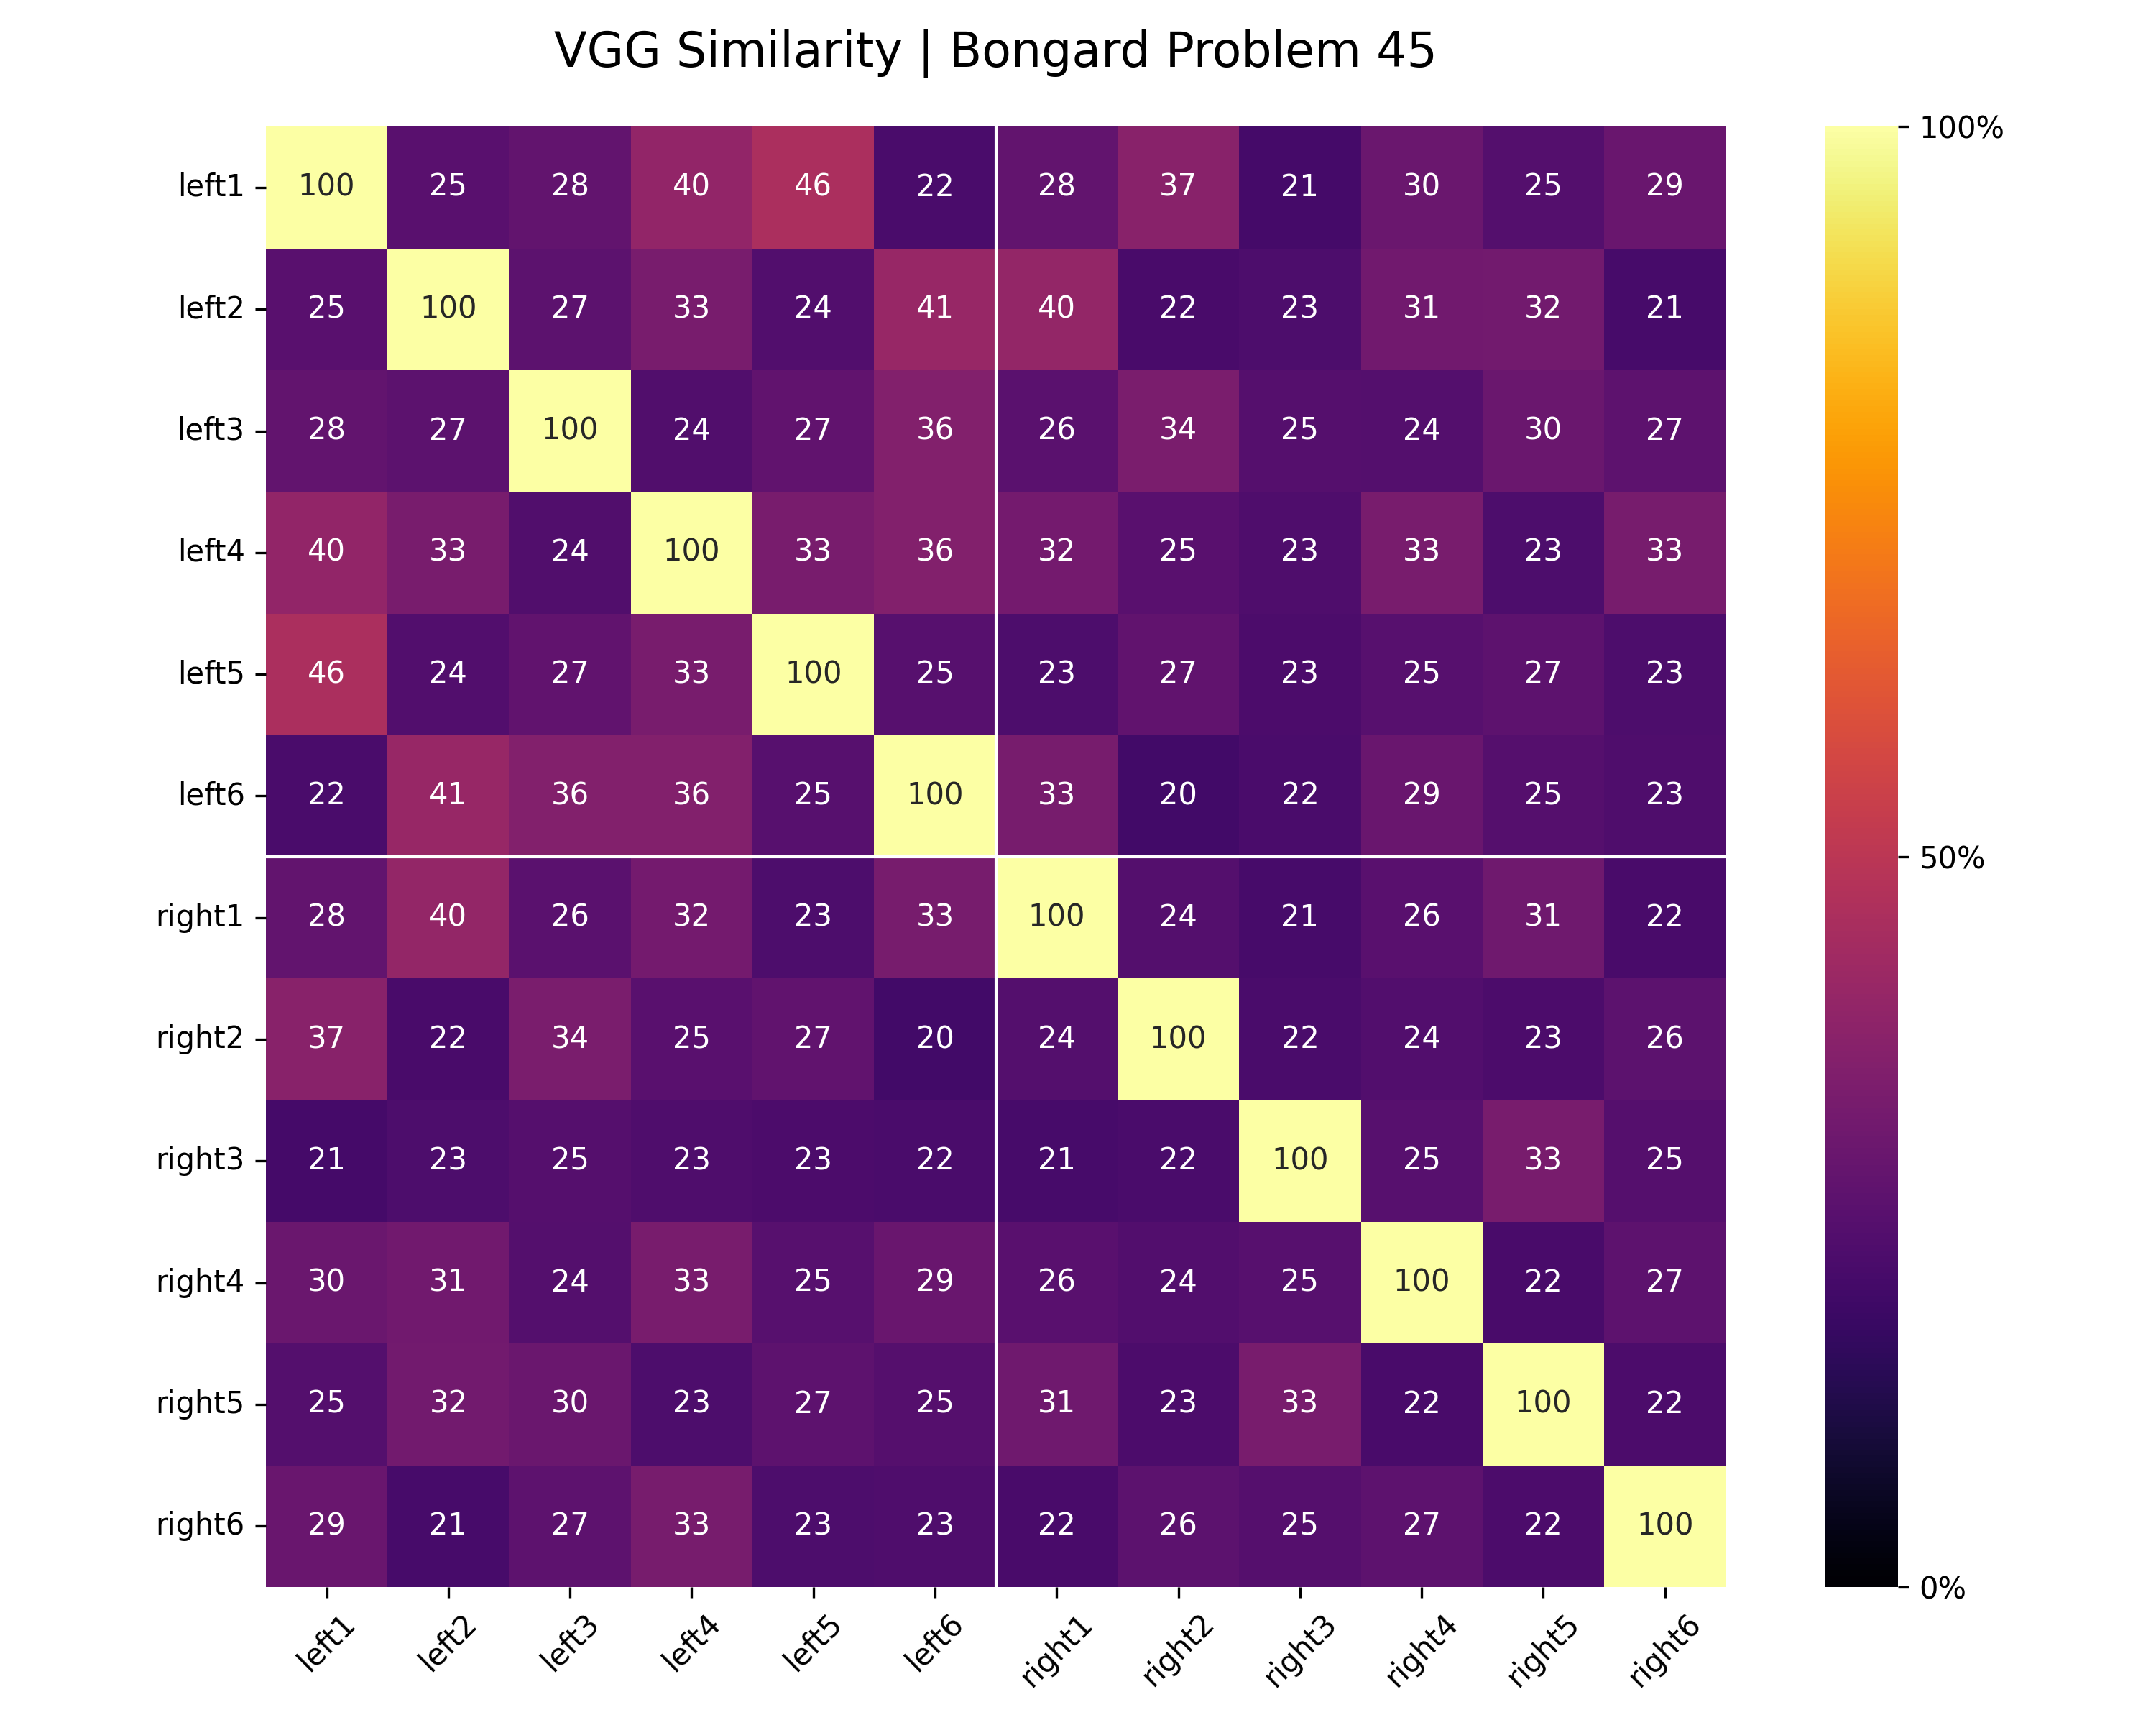 VGG Similarity | Bongard Problem 45
left1 100 25 28 40 46 22 28 37 21 30 25 29
left2 25 100 27 33 24 41 40 22 23 31 32 21
left3 28 27 100 24 27 36 26 34 25 24 30 27
left4 40 33 24 100 33 36 32 25 23 33 23 33
left5 46 24 27 33 100 25 23 27 23 25 27 23
left6 22 41 36 36 25 100 33 20 22 29 25 23
right1 28 40 26 32 23 33 100 24 21 26 31 22
right2 37 22 34 25 27 20 24 100 22 24 23 26
right3 21 23 25 23 23 22 21 22 100 25 33 25
right4 30 31 24 33 25 29 26 24 25 100 22 27
right5 25 32 30 23 27 25 31 23 33 22 100 22
right6 29 21 27 33 23 23 22 26 25 27 22 100
left1 left2 left3 left4 left5 left6 right1 right2 right3 right4 right5 right6
100%
50%
0%